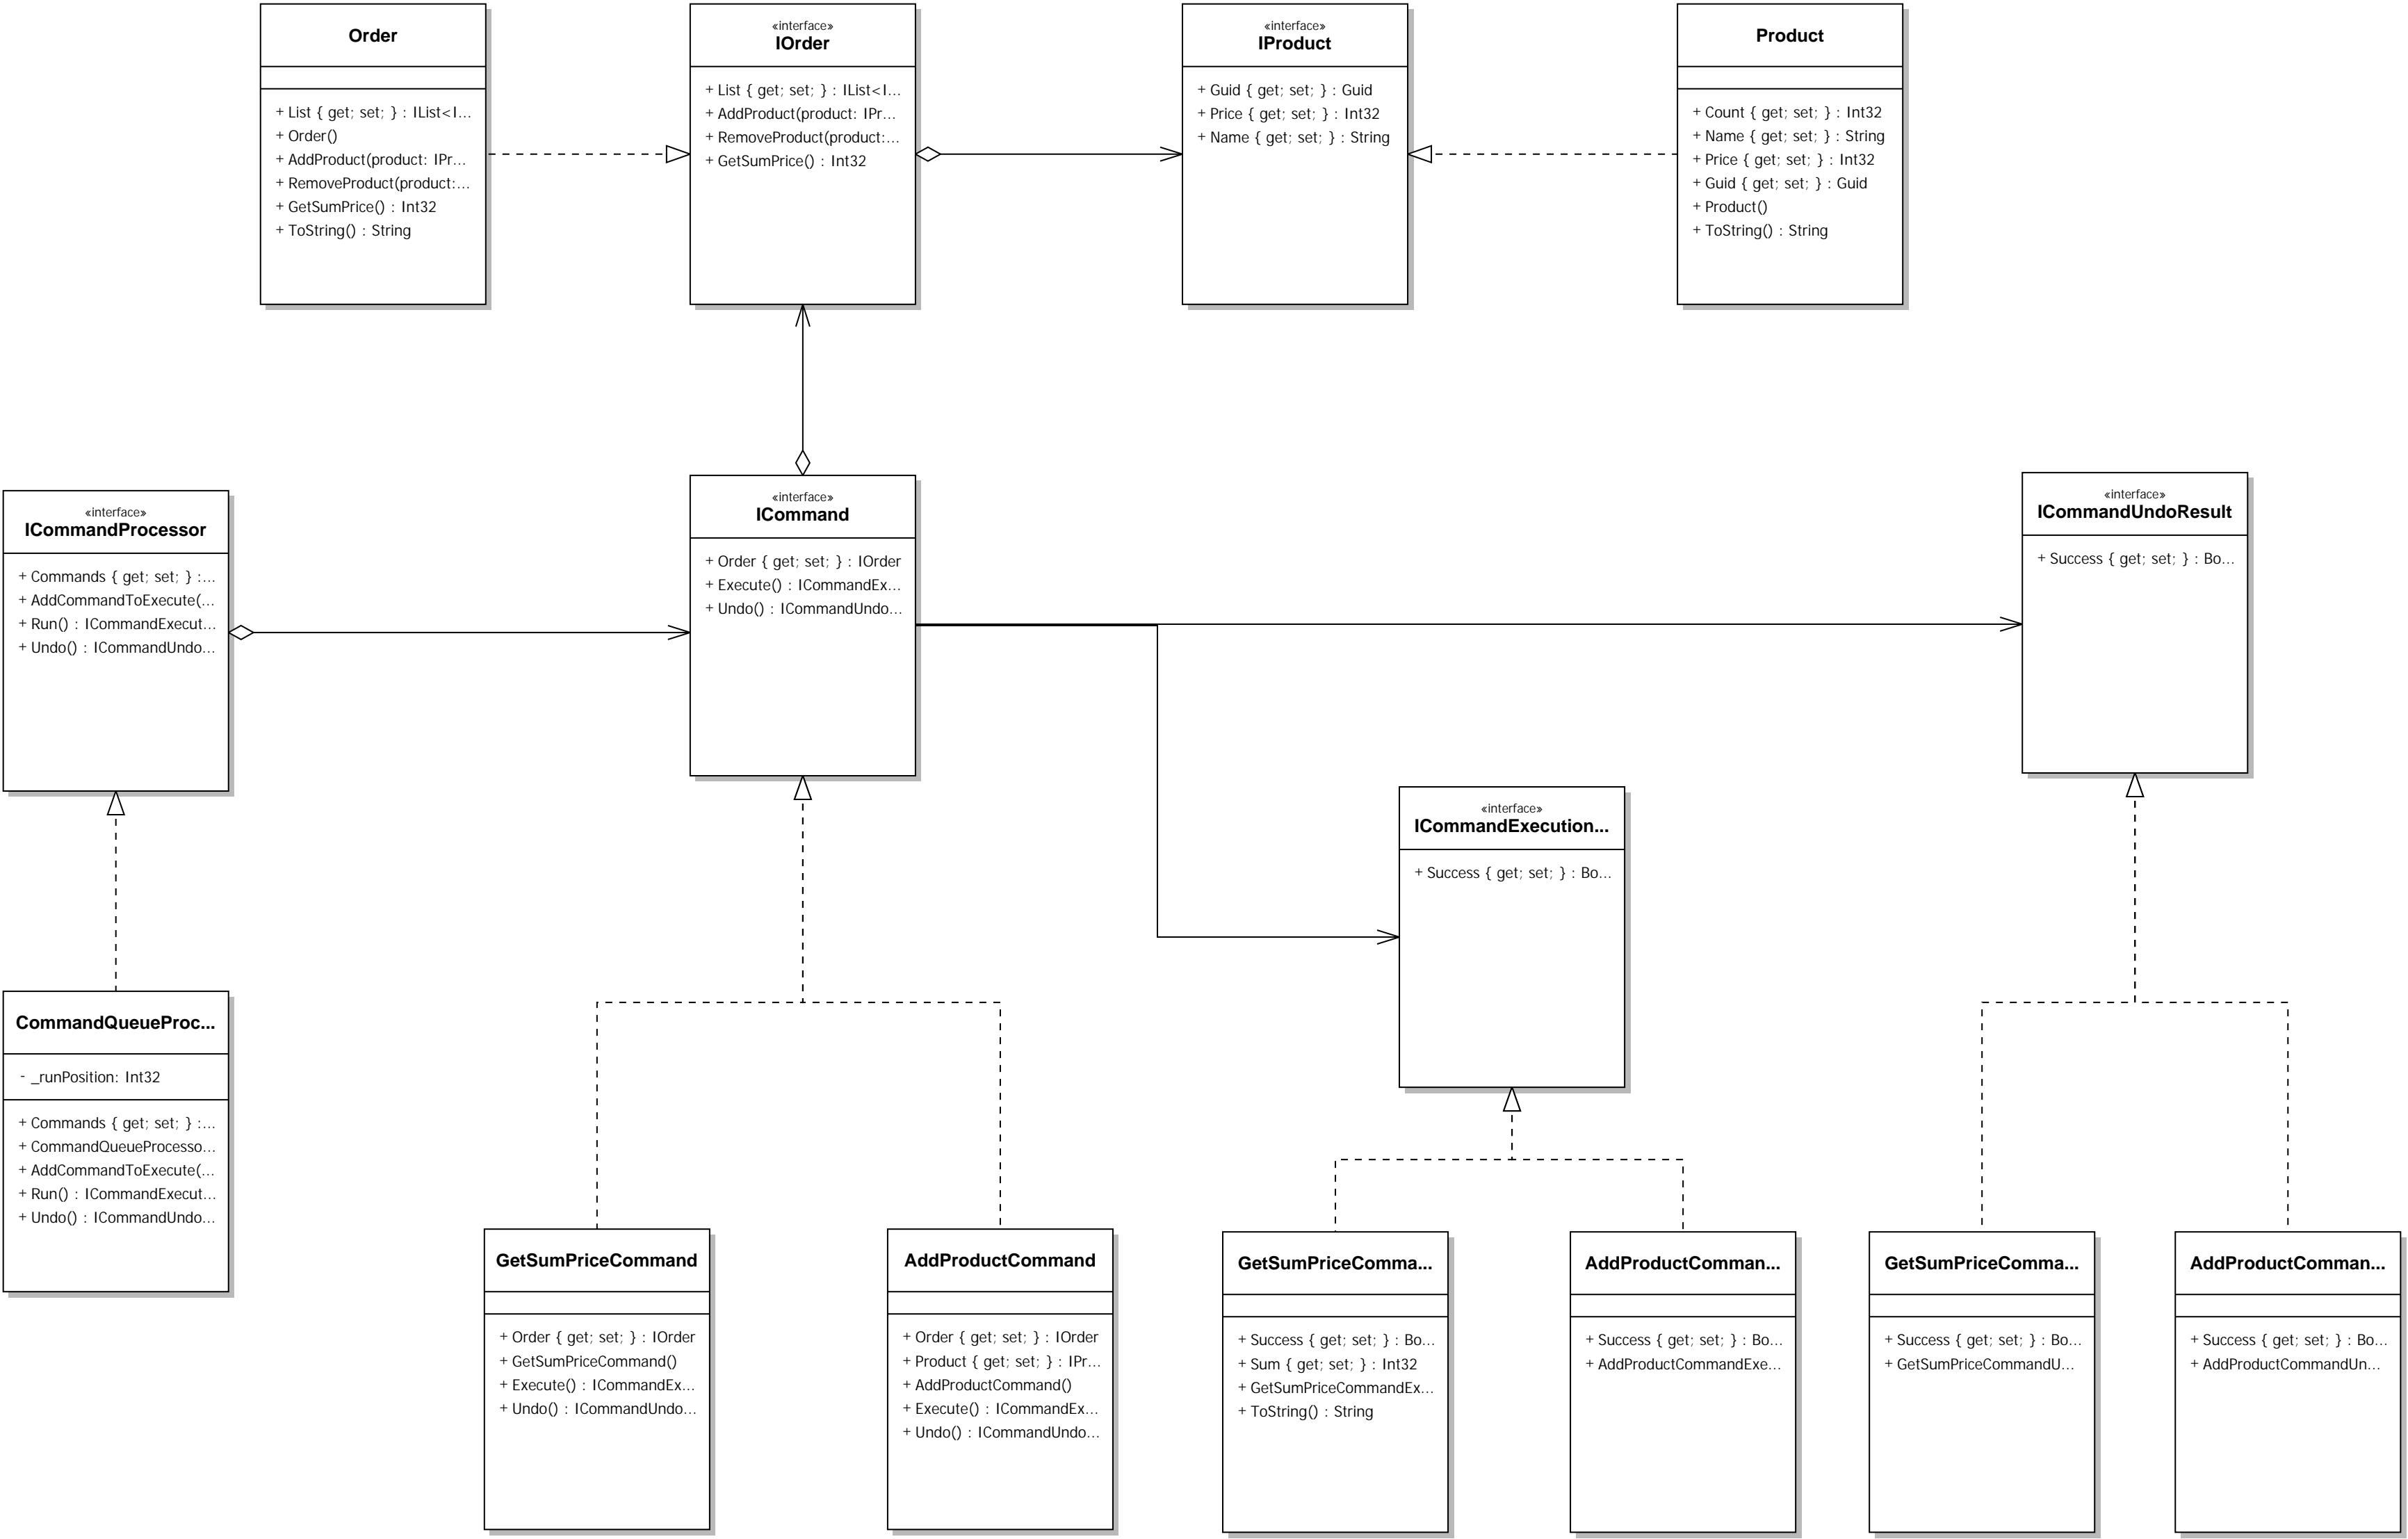 Order
+ List { get; set; } : IList<I...
+ Order()
+ AddProduct(product: IPr...
+ RemoveProduct(product:...
+ GetSumPrice() : Int32
+ ToString() : String
«interface»
IOrder
+ List { get; set; } : IList<I...
+ AddProduct(product: IPr...
+ RemoveProduct(product:...
+ GetSumPrice() : Int32
«interface»
IProduct
+ Guid { get; set; } : Guid
+ Price { get; set; } : Int32
+ Name { get; set; } : String
Product
+ Count { get; set; } : Int32
+ Name { get; set; } : String
+ Price { get; set; } : Int32
+ Guid { get; set; } : Guid
+ Product()
+ ToString() : String
«interface»
ICommandProcessor
+ Commands { get; set; } :...
+ AddCommandToExecute(...
+ Run() : ICommandExecut...
+ Undo() : ICommandUndo...
«interface»
ICommand
+ Order { get; set; } : IOrder
+ Execute() : ICommandEx...
+ Undo() : ICommandUndo...
«interface»
ICommandUndoResult
+ Success { get; set; } : Bo...
«interface»
ICommandExecution...
+ Success { get; set; } : Bo...
CommandQueueProc...
- _runPosition: Int32
+ Commands { get; set; } :...
+ CommandQueueProcesso...
+ AddCommandToExecute(...
+ Run() : ICommandExecut...
+ Undo() : ICommandUndo...
GetSumPriceCommand
+ Order { get; set; } : IOrder
+ GetSumPriceCommand()
+ Execute() : ICommandEx...
+ Undo() : ICommandUndo...
AddProductCommand
+ Order { get; set; } : IOrder
+ Product { get; set; } : IPr...
+ AddProductCommand()
+ Execute() : ICommandEx...
+ Undo() : ICommandUndo...
GetSumPriceComma...
+ Success { get; set; } : Bo...
+ Sum { get; set; } : Int32
+ GetSumPriceCommandEx...
+ ToString() : String
AddProductComman...
+ Success { get; set; } : Bo...
+ AddProductCommandExe...
GetSumPriceComma...
+ Success { get; set; } : Bo...
+ GetSumPriceCommandU...
AddProductComman...
+ Success { get; set; } : Bo...
+ AddProductCommandUn...